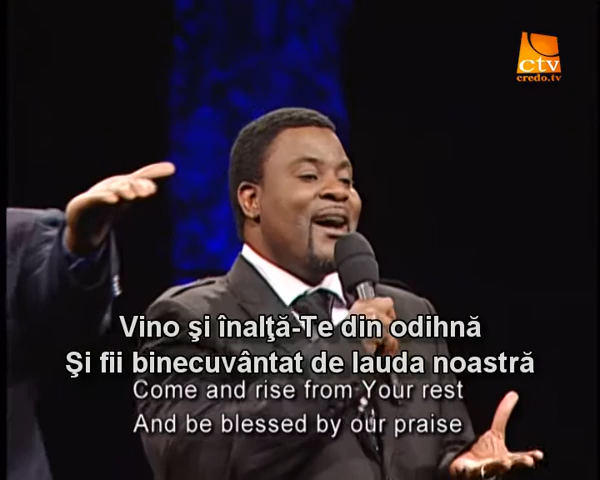 ctv
credo.tv
Vino şi înalţă-Te din odihnă
Şi fii binecuvântat de lauda noastră
Come and rise from Your rest
And be blessed by our praise